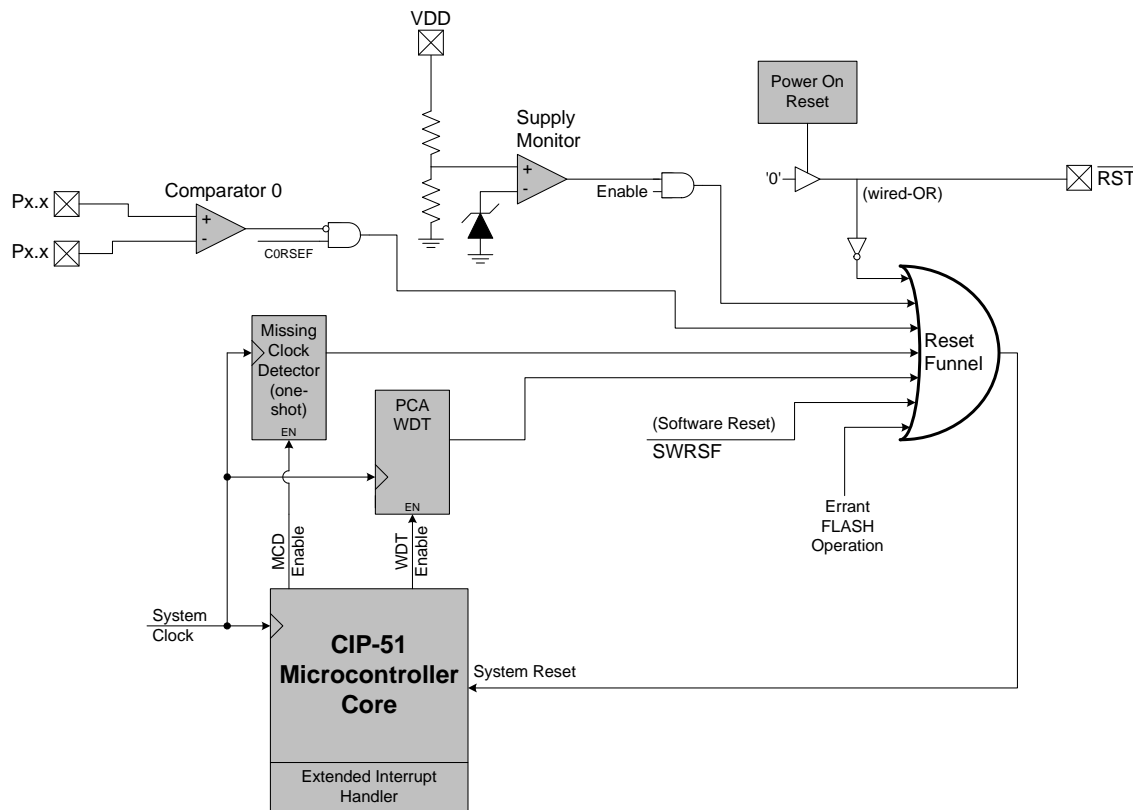 VDD
Power On
Reset
Supply
Monitor
+
-
Enable
'0'
(wired-OR)
RST
Px.x
Px.x
Comparator 0
+
-
C0RSEF
Missing
Clock
Detector
(one-
shot)
EN
PCA
WDT
EN
Reset
Funnel
(Software Reset)
SWRSF
Errant
FLASH
Operation
MCD
Enable
WDT
Enable
System
Clock
CIP-51
Microcontroller
Core
System Reset
Extended Interrupt
Handler